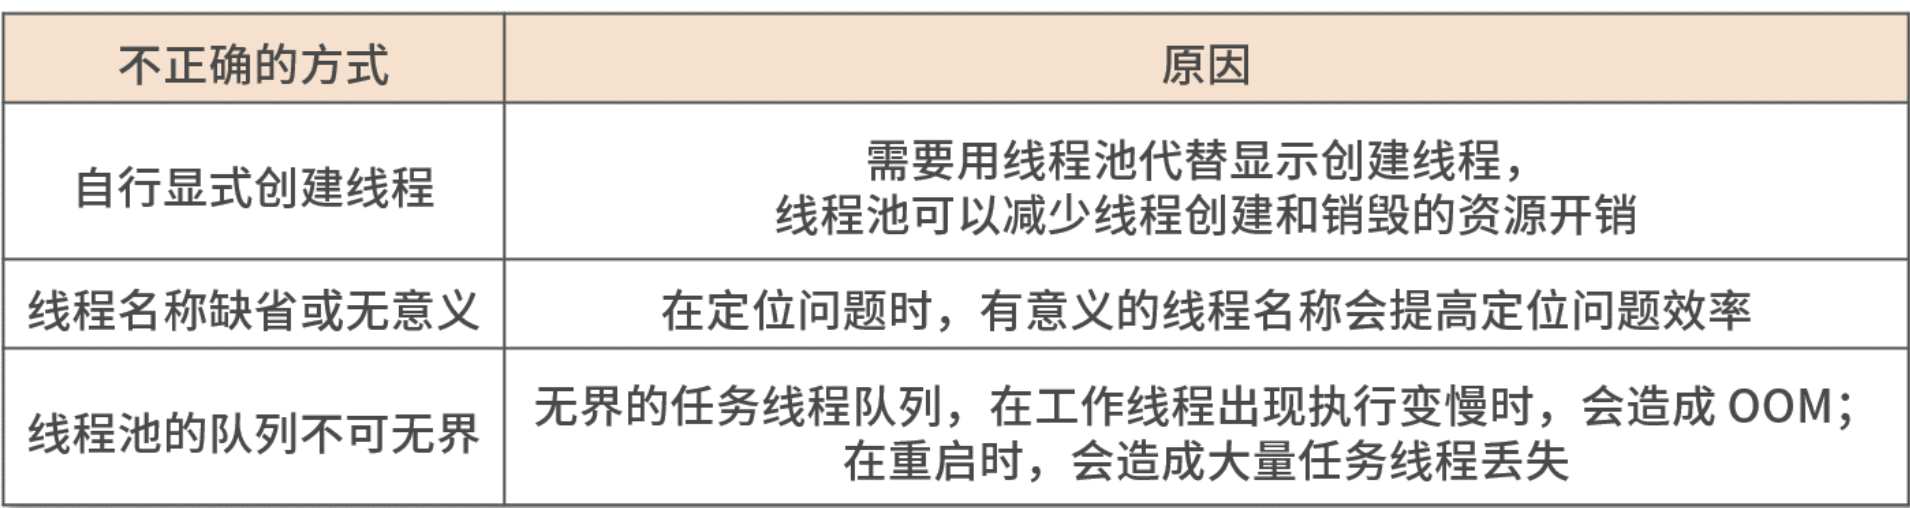 不正确的方式
原因
自行显式创建线程
需要用线程池代替显示创建线程，
线程池可以减少线程创建和销毁的资源开销
线程名称缺省或无意义
在定位问题时，有意义的线程名称会提高定位问题效率
线程池的队列不可无界
无界的任务线程队列，在工作线程出现执行变慢时，会造成 OOM；
在重启时，会造成大量任务线程丢失